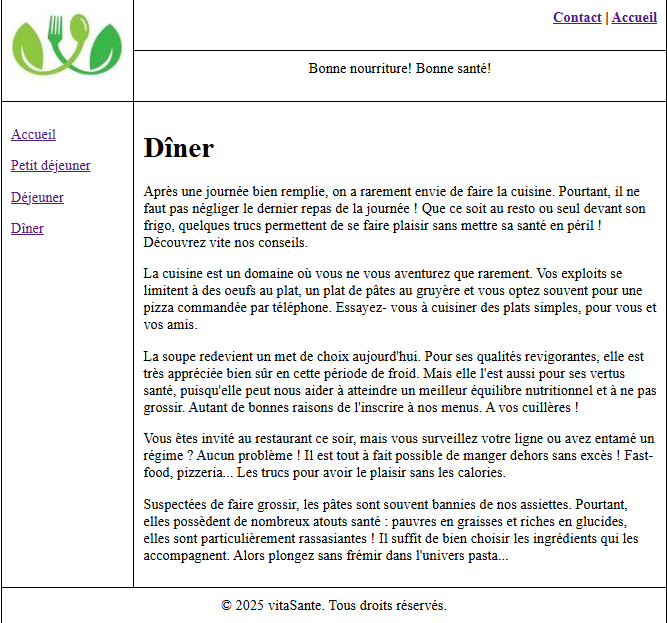 Contact | Accueil
Bonne nourriture! Bonne santé!
Accueil
Petit déjeuner
Déjeuner
Dîner
Dîner
Après une journée bien remplie, on a rarement envie de faire la cuisine. Pourtant, il ne
faut pas négliger le dernier repas de la journée ! Que ce soit au resto ou seul devant son
frigo, quelques trucs permettent de se faire plaisir sans mettre sa santé en péril !
Découvrez vite nos conseils.
La cuisine est un domaine où vous ne vous aventurez que rarement. Vos exploits se
limitent à des oeufs au plat, un plat de pâtes au gruyère et vous optez souvent pour une
pizza commandée par téléphone. Essayez- vous à cuisiner des plats simples, pour vous et
vos amis.
La soupe redevient un met de choix aujourd'hui. Pour ses qualités revigorantes, elle est
très appréciée bien sûr en cette période de froid. Mais elle l'est aussi pour ses vertus
santé, puisqu'elle peut nous aider à atteindre un meilleur équilibre nutritionnel et à ne pas
grossir. Autant de bonnes raisons de l'inscrire à nos menus. A vos cuillères !
Vous êtes invité au restaurant ce soir, mais vous surveillez votre ligne ou avez entamé un
régime ? Aucun problème ! Il est tout à fait possible de manger dehors sans excès ! Fast-
food, pizzeria... Les trucs pour avoir le plaisir sans les calories.
Suspectées de faire grossir, les pâtes sont souvent bannies de nos assiettes. Pourtant,
elles possèdent de nombreux atouts santé : pauvres en graisses et riches en glucides,
elles sont particulièrement rassasiantes ! Il suffit de bien choisir les ingrédients qui les
accompagnent. Alors plongez sans frémir dans l'univers pasta...
© 2025 vitaSante. Tous droits réservés.